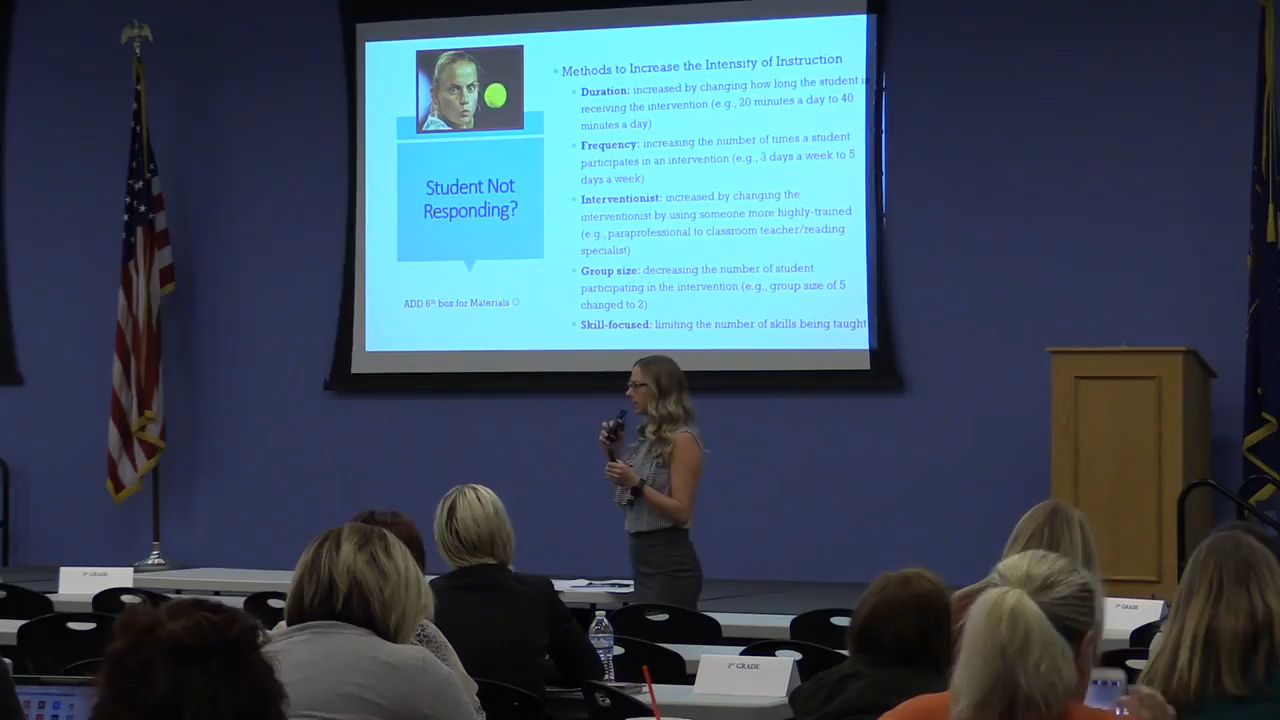 Student Not
Responding?
ADD 6th box for Materials ☺
Methods to Increase the Intensity of Instruction
Duration: increased by changing how long the student is
receiving the intervention (e.g., 20 minutes a day to 40
minutes a day)
Frequency: increasing the number of times a student
participates in an intervention (e.g., 3 days a week to 5
days a week)
Interventionist: increased by changing the
interventionist by using someone more highly-trained
(e.g., paraprofessional to classroom teacher/reading
specialist)
Group size: decreasing the number of student
participating in the intervention (e.g., group size of 5
changed to 2)
Skill-focused: limiting the number of skills being taught
GRADE
GRADE
1ST GRADE